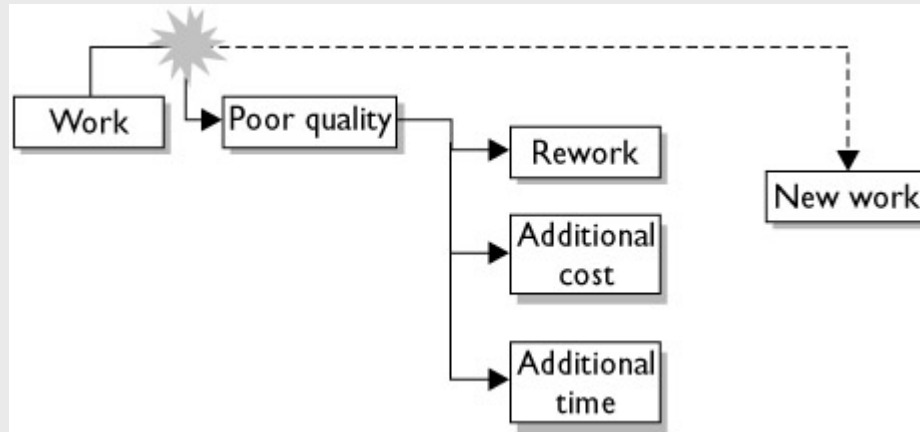 Work
Poor quality
Rework
New work
Additional
cost
Additional
time